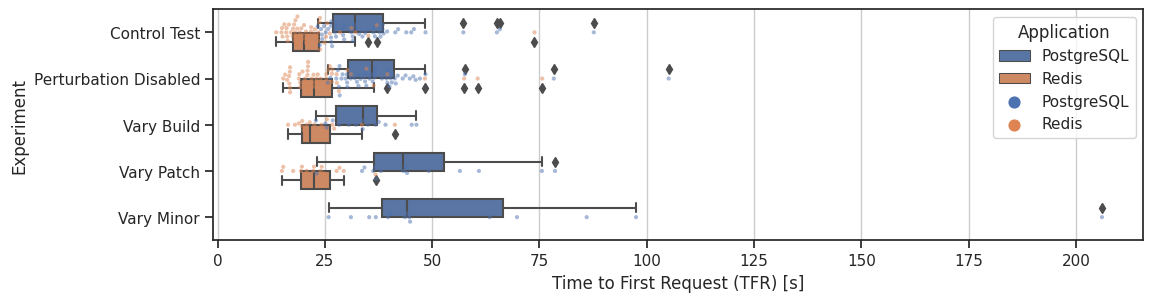 Experiment
Control Test
Perturbation Disabled
Vary Build
Vary Patch
Vary Minor
Application
PostgreSQL
Redis
PostgreSQL
Redis
0 25 50 75 100 125 150 175 200
Time to First Request (TFR) [s]